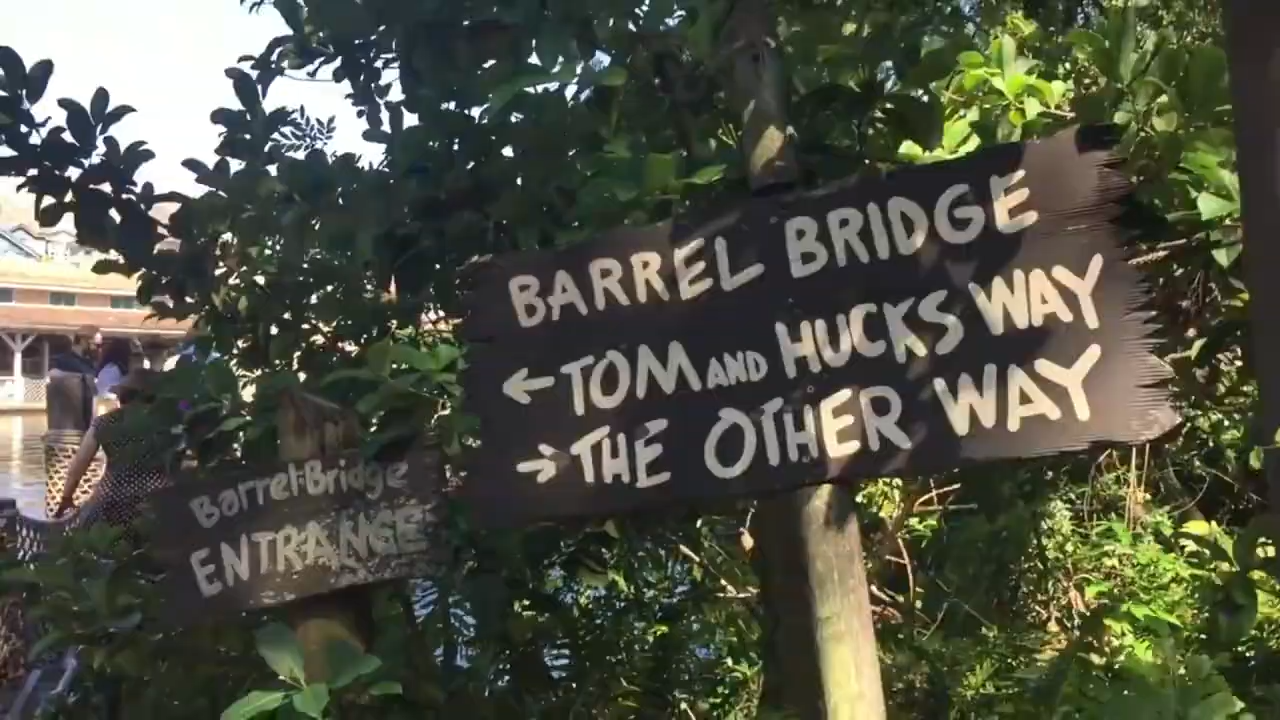 BARREL BRIDGE
← TOM AND HUCKS WAY
→ THE OTHER WAY
Barrel Bridge
ENTRANCE